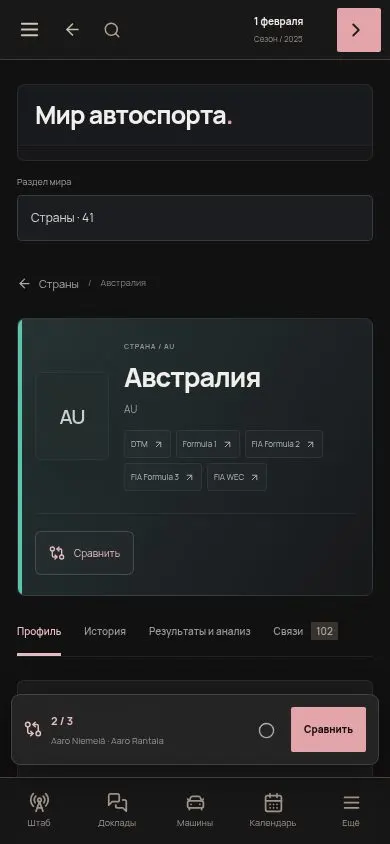 1 февраля
Сезон / 2025
Мир автоспорта.
Раздел мира
Страны · 41
Страны / Австралия
СТРАНА / AU
AU
Австралия
AU
DTM Formula 1 FIA Formula 2
FIA Formula 3 FIA WEC
Сравнить
Профиль История Результаты и анализ Связи 102
2 / 3
Aaro Niemelä · Aaro Rantala
Сравнить
Штаб Доклады Машины Календарь Ещё